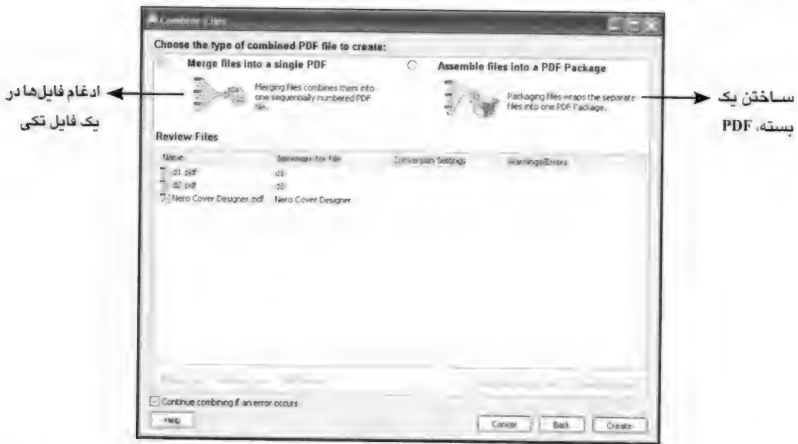 Combining Files
Choose the type of combined PDF file to create:
Merge files into a single PDF
Merging files combines them into
one sequentially numbered PDF
file.
Assemble files into a PDF Package
Packaging files wraps the separate
files into one PDF Package.
ادغام فایل‌ها در
یک فایل تکی
ســاختن یک
بسته، PDF
Review Files
Name Bookmark for File Conversion Settings Warnings/Errors
d1.pdf d1
d2.pdf d2
Nero Cover Designer.pdf Nero Cover Designer
Continue combining if an error occurs
Help Cancel Back Create